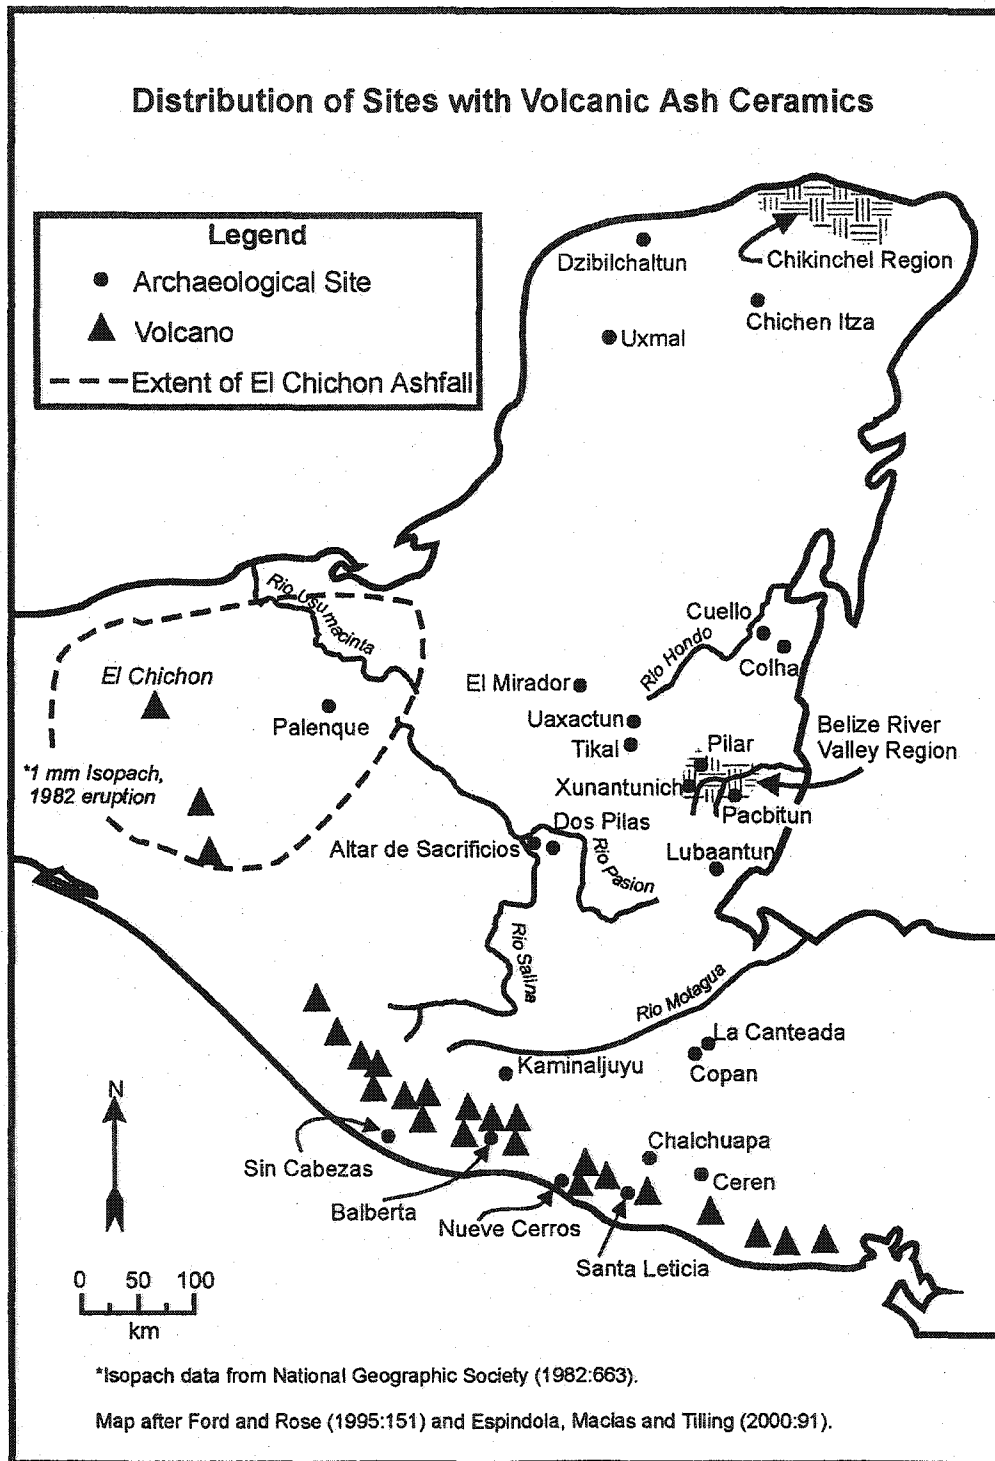 Distribution of Sites with Volcanic Ash Ceramics
Legend
Archaeological Site
Volcano
Extent of El Chichon Ashfall
Chikinchel Region
Dzibilchaltun
Chichen Itza
Uxmal
Rio Usumacinta
El Chichon
Palenque
*1 mm Isopach,
1982 eruption
Cuello
Rio Hondo
Colha
El Mirador
Uaxactun
Tikal
Pilar
Belize River
Valley Region
Xunantunich
Pacbitun
Dos Pilas
Altar de Sacrificios
Rio Pasion
Lubaantun
Rio Salina
Rio Motagua
La Canteada
Copan
Kaminaljuyu
N
Sin Cabezas
Balberta
Nueve Cerros
Santa Leticia
Chalchuapa
Ceren
0 50 100
km
*Isopach data from National Geographic Society (1982:663).
Map after Ford and Rose (1995:151) and Espindola, Macias and Tilling (2000:91).